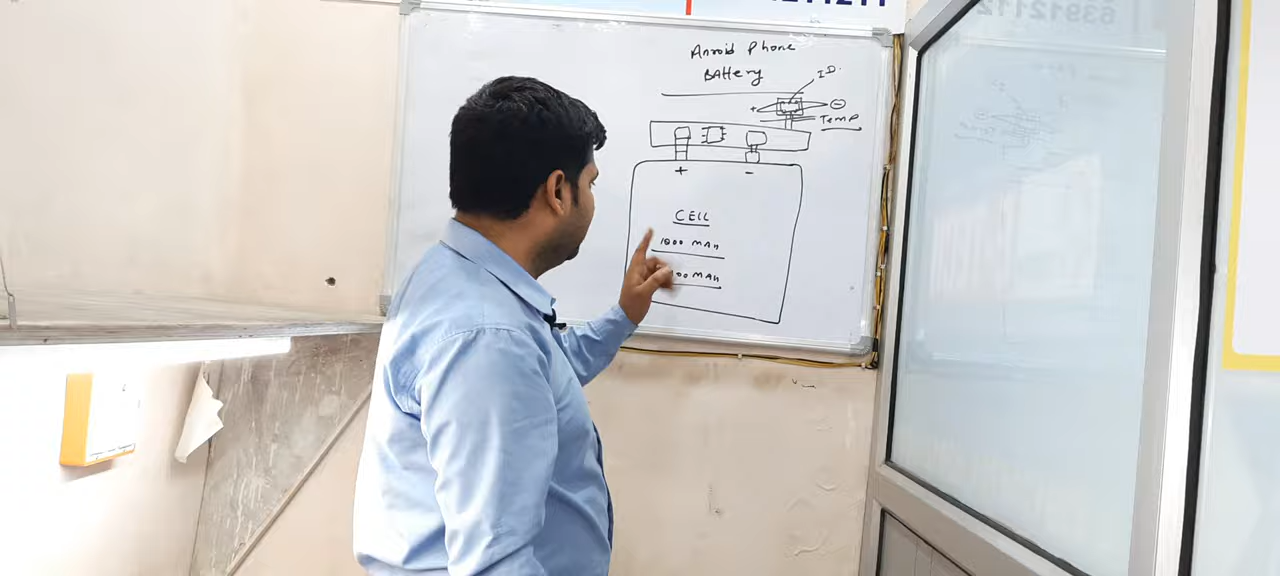 Anroid Phone
Battery
ID.
+
-
Temp
+
-
CELL
1000 MAH